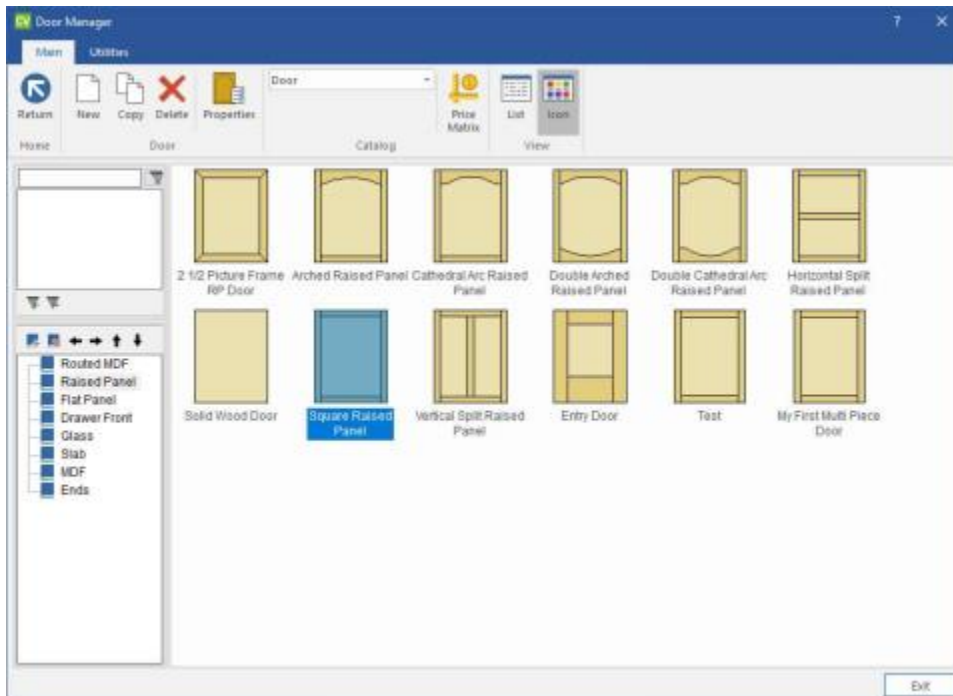 CV Door Manager ?
Main Utilities
Door
Return New Copy Delete Properties Price Matrix List Icon
Home Door Catalog View
2 1/2 Picture Frame RP Door
Arched Raised Panel
Cathedral Arc Raised Panel
Double Arched Raised Panel
Double Cathedral Arc Raised Panel
Horizontal Split Raised Panel
Solid Wood Door
Square Raised Panel
Vertical Split Raised Panel
Entry Door
Test
My First Multi Piece Door
Routed MDF
Raised Panel
Flat Panel
Drawer Front
Glass
Slab
MDF
Ends
Exit